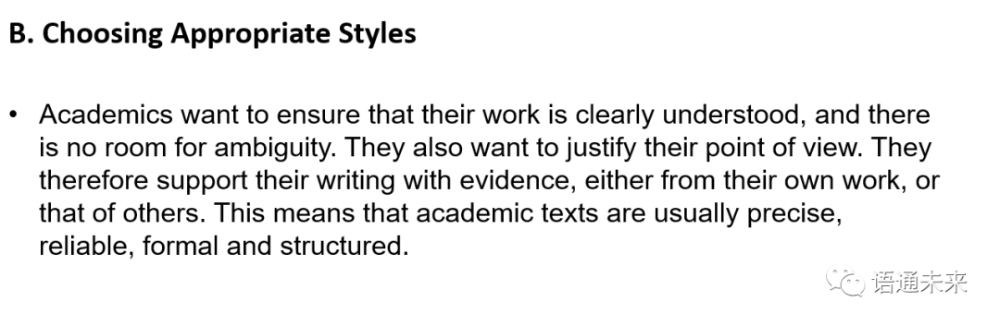 B. Choosing Appropriate Styles
• Academics want to ensure that their work is clearly understood, and there
is no room for ambiguity. They also want to justify their point of view. They
therefore support their writing with evidence, either from their own work, or
that of others. This means that academic texts are usually precise,
reliable, formal and structured.
语通未来